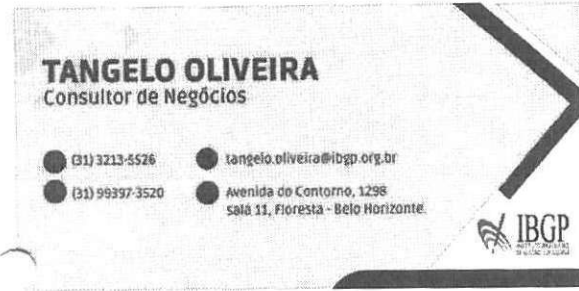 TANGELO OLIVEIRA
Consultor de Negócios
(31) 3213-5526
tangelo.oliveira@ibgp.org.br
(31) 99397-3520
Avenida do Contorno, 1298
sala 11, Floresta - Belo Horizonte.
IBGP